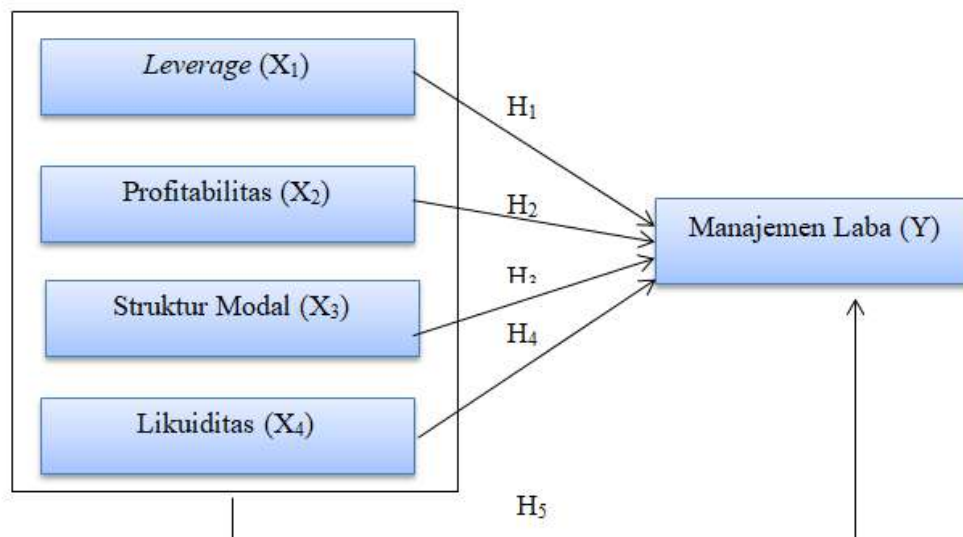 Leverage (X₁)
H₁
Profitabilitas (X₂)
H₂
Manajemen Laba (Y)
Struktur Modal (X₃)
H₃
H₄
Likuiditas (X₄)
H₅